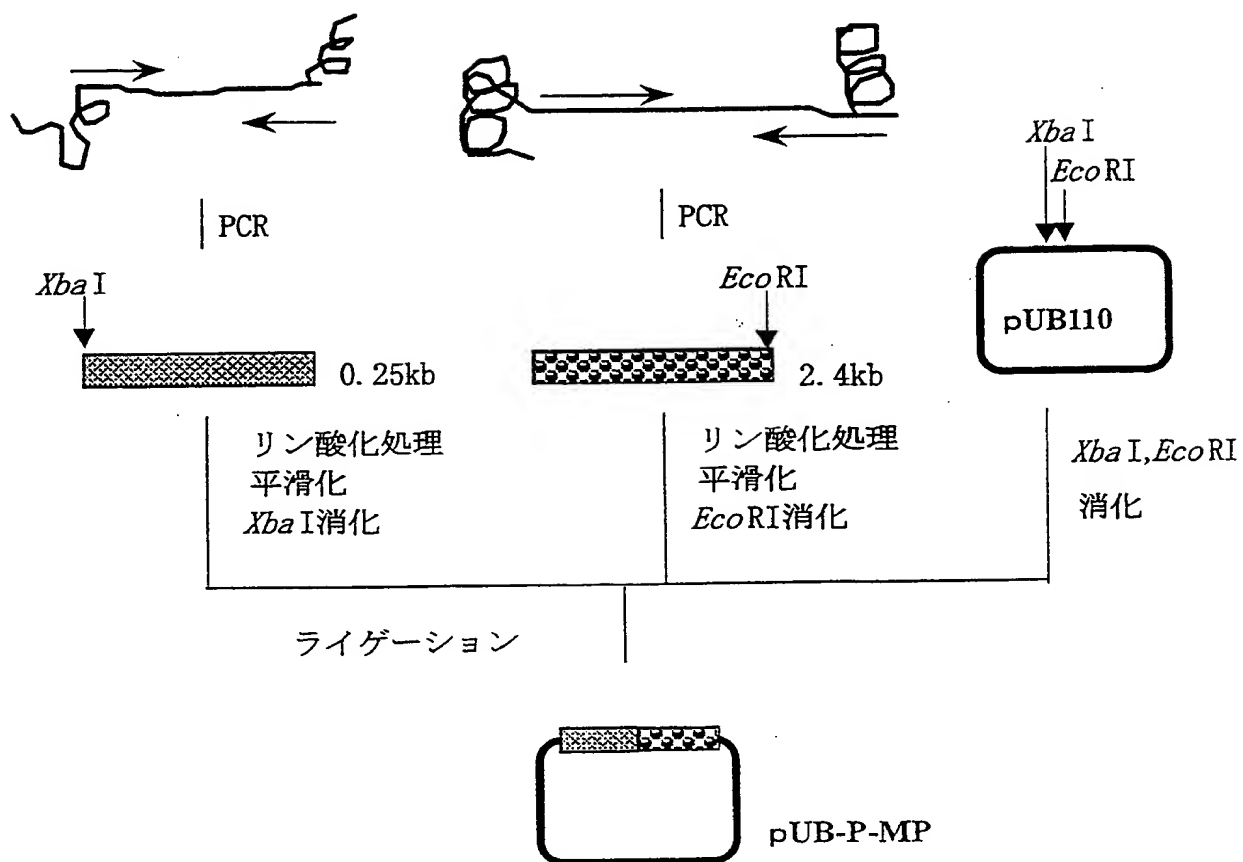 XbaI
EcoRI
PCR
PCR
XbaI
EcoRI
pUB110
0.25kb
2.4kb
リン酸化処理
平滑化
XbaI消化
リン酸化処理
平滑化
EcoRI消化
XbaI,EcoRI
消化
ライゲーション
pUB-P-MP